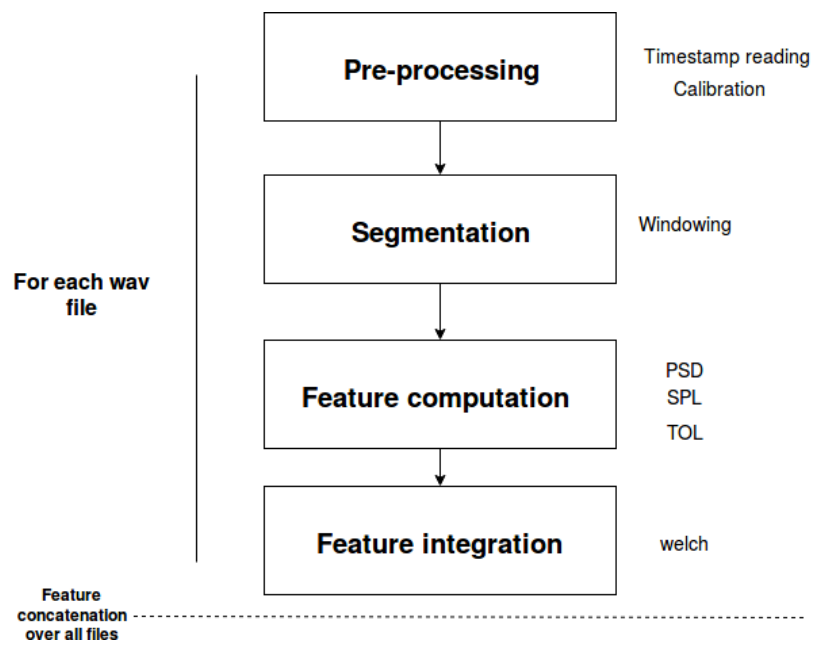 Pre-processing
Timestamp reading
Calibration
Segmentation
Windowing
For each wav
file
Feature computation
PSD
SPL
TOL
Feature integration
welch
Feature
concatenation
over all files